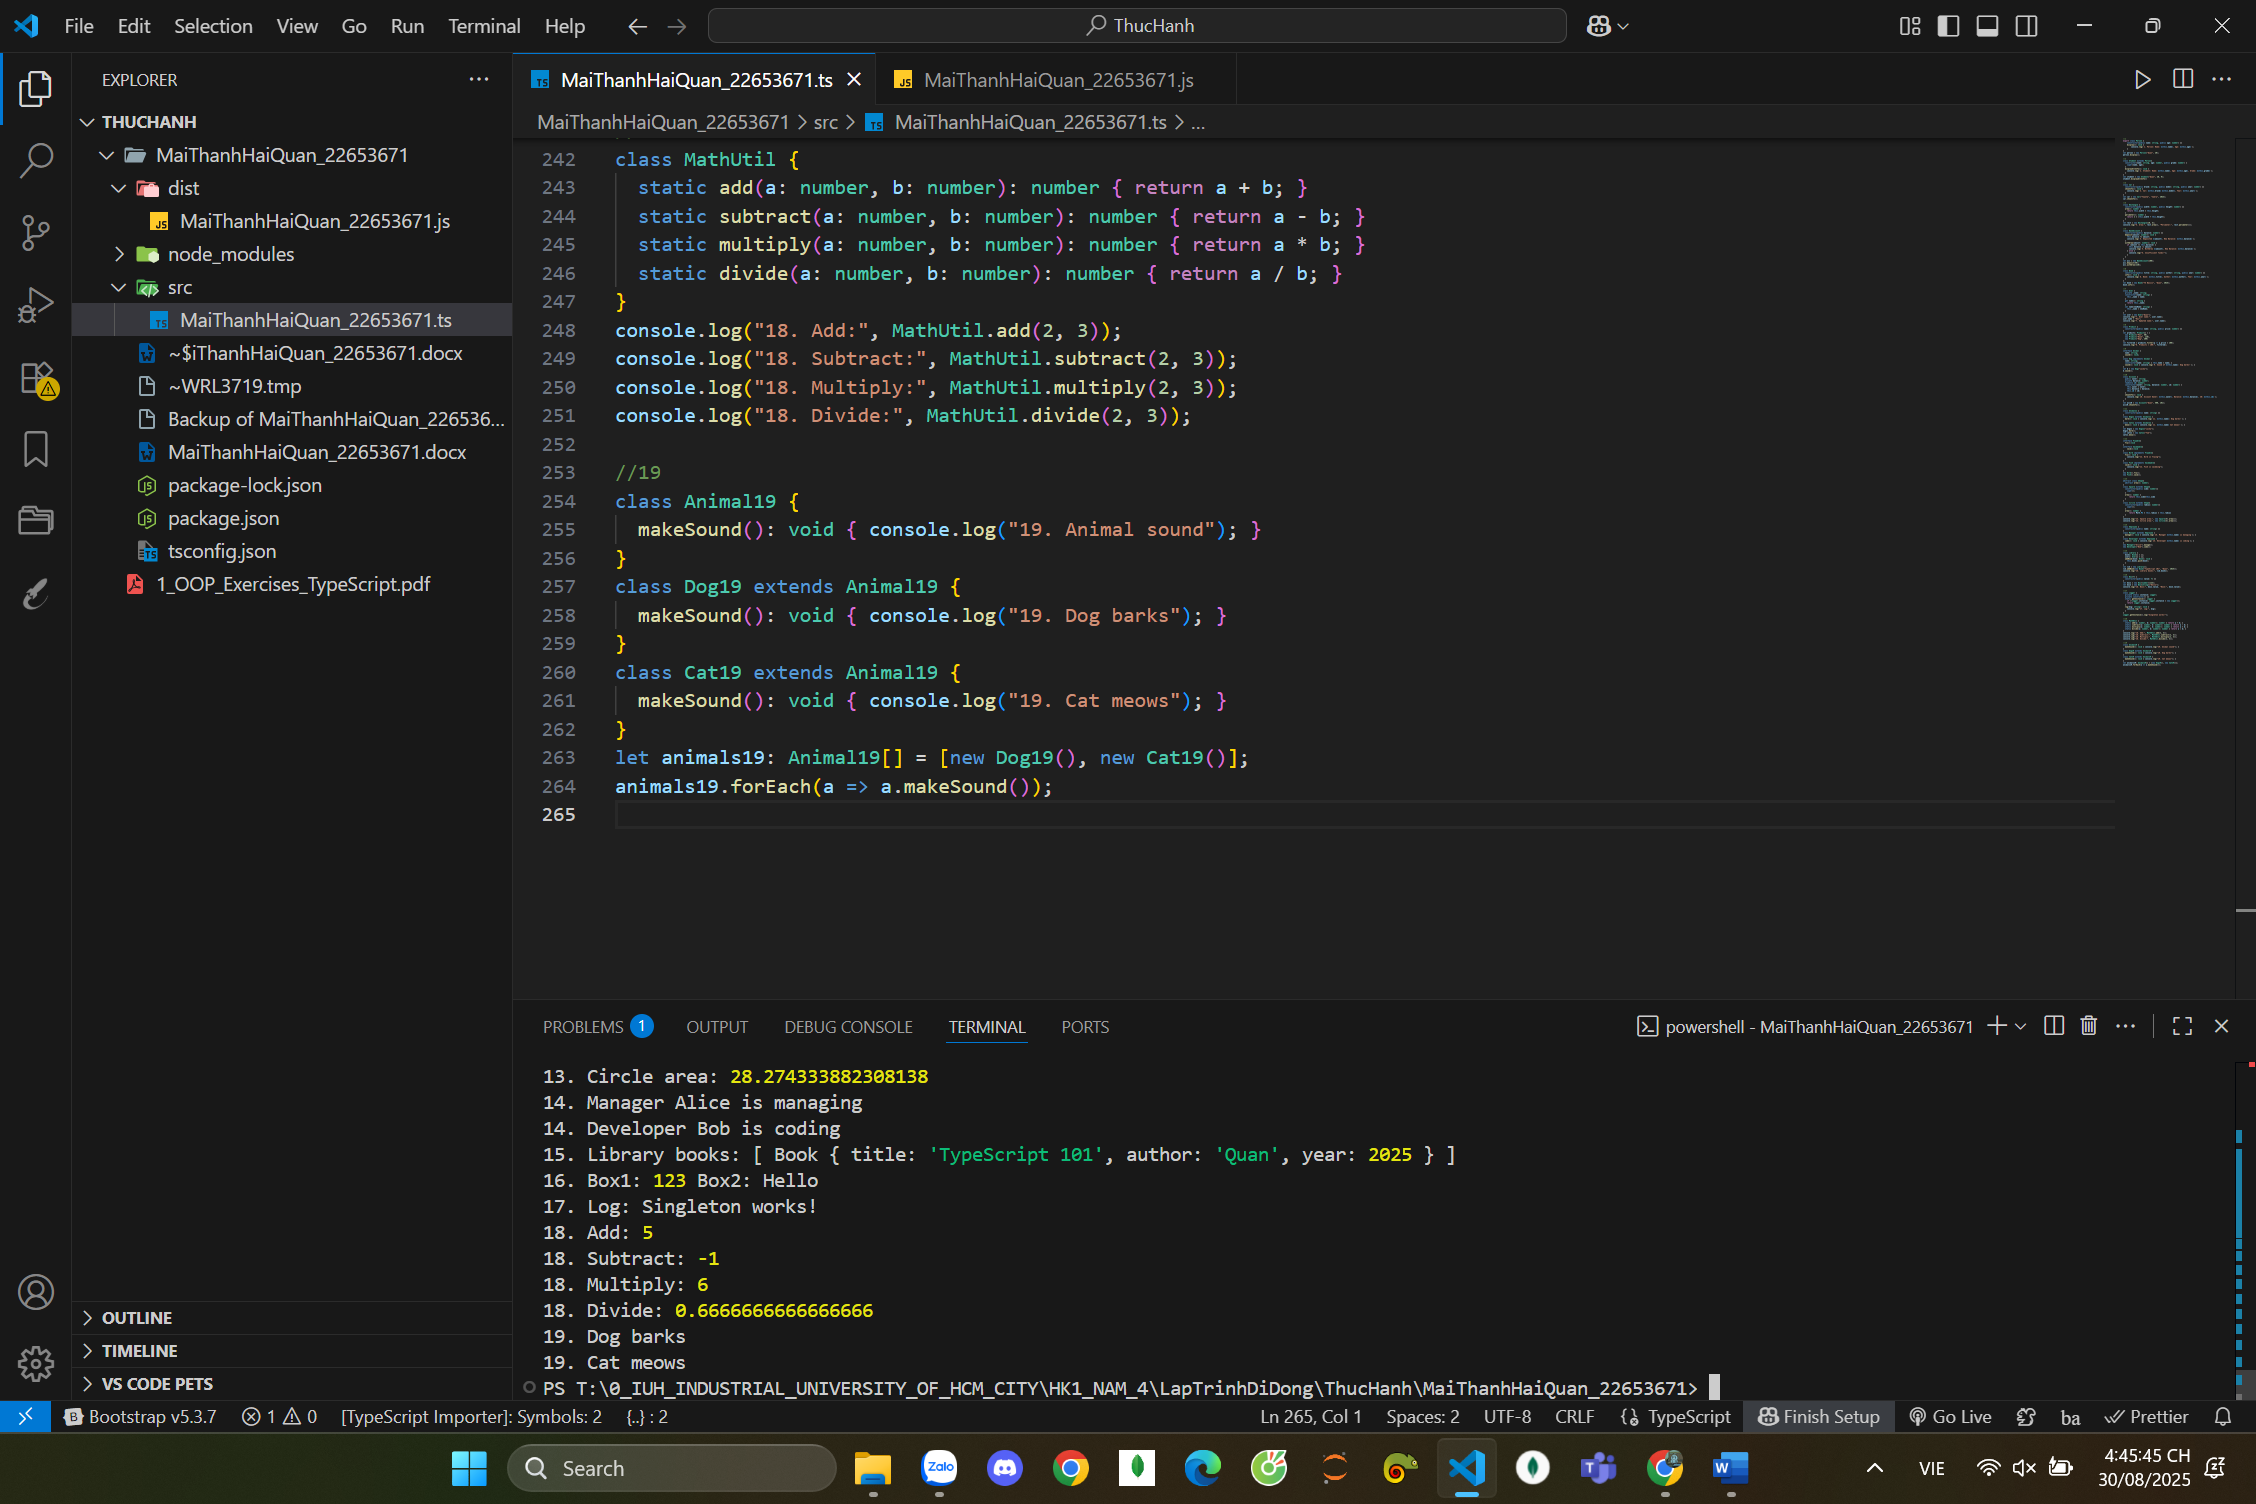 File Edit Selection View Go Run Terminal Help
ThucHanh
EXPLORER
THUCHANH
MaiThanhHaiQuan_22653671
dist
MaiThanhHaiQuan_22653671.js
node_modules
src
MaiThanhHaiQuan_22653671.ts
~$iThanhHaiQuan_22653671.docx
~WRL3719.tmp
Backup of MaiThanhHaiQuan_226536...
MaiThanhHaiQuan_22653671.docx
package-lock.json
package.json
tsconfig.json
1_OOP_Exercises_TypeScript.pdf
OUTLINE
TIMELINE
VS CODE PETS
MaiThanhHaiQuan_22653671.ts
MaiThanhHaiQuan_22653671.js
MaiThanhHaiQuan_22653671 > src > MaiThanhHaiQuan_22653671.ts > ...
242 class MathUtil {
243 static add(a: number, b: number): number { return a + b; }
244 static subtract(a: number, b: number): number { return a - b; }
245 static multiply(a: number, b: number): number { return a * b; }
246 static divide(a: number, b: number): number { return a / b; }
247 }
248 console.log("18. Add:", MathUtil.add(2, 3));
249 console.log("18. Subtract:", MathUtil.subtract(2, 3));
250 console.log("18. Multiply:", MathUtil.multiply(2, 3));
251 console.log("18. Divide:", MathUtil.divide(2, 3));
252
253 //19
254 class Animal19 {
255 makeSound(): void { console.log("19. Animal sound"); }
256 }
257 class Dog19 extends Animal19 {
258 makeSound(): void { console.log("19. Dog barks"); }
259 }
260 class Cat19 extends Animal19 {
261 makeSound(): void { console.log("19. Cat meows"); }
262 }
263 let animals19: Animal19[] = [new Dog19(), new Cat19()];
264 animals19.forEach(a => a.makeSound());
265
PROBLEMS 1 OUTPUT DEBUG CONSOLE TERMINAL PORTS
powershell - MaiThanhHaiQuan_22653671
13. Circle area: 28.274333882308138
14. Manager Alice is managing
14. Developer Bob is coding
15. Library books: [ Book { title: 'TypeScript 101', author: 'Quan', year: 2025 } ]
16. Box1: 123 Box2: Hello
17. Log: Singleton works!
18. Add: 5
18. Subtract: -1
18. Multiply: 6
18. Divide: 0.6666666666666666
19. Dog barks
19. Cat meows
PS T:\0_IUH_INDUSTRIAL_UNIVERSITY_OF_HCM_CITY\HK1_NAM_4\LapTrinhDiDong\ThucHanh\MaiThanhHaiQuan_22653671>
Bootstrap v5.3.7 1 0 [TypeScript Importer]: Symbols: 2 {..} : 2 Ln 265, Col 1 Spaces: 2 UTF-8 CRLF TypeScript Finish Setup Go Live ba Prettier
Search
Zalo
VIE
4:45:45 CH
30/08/2025